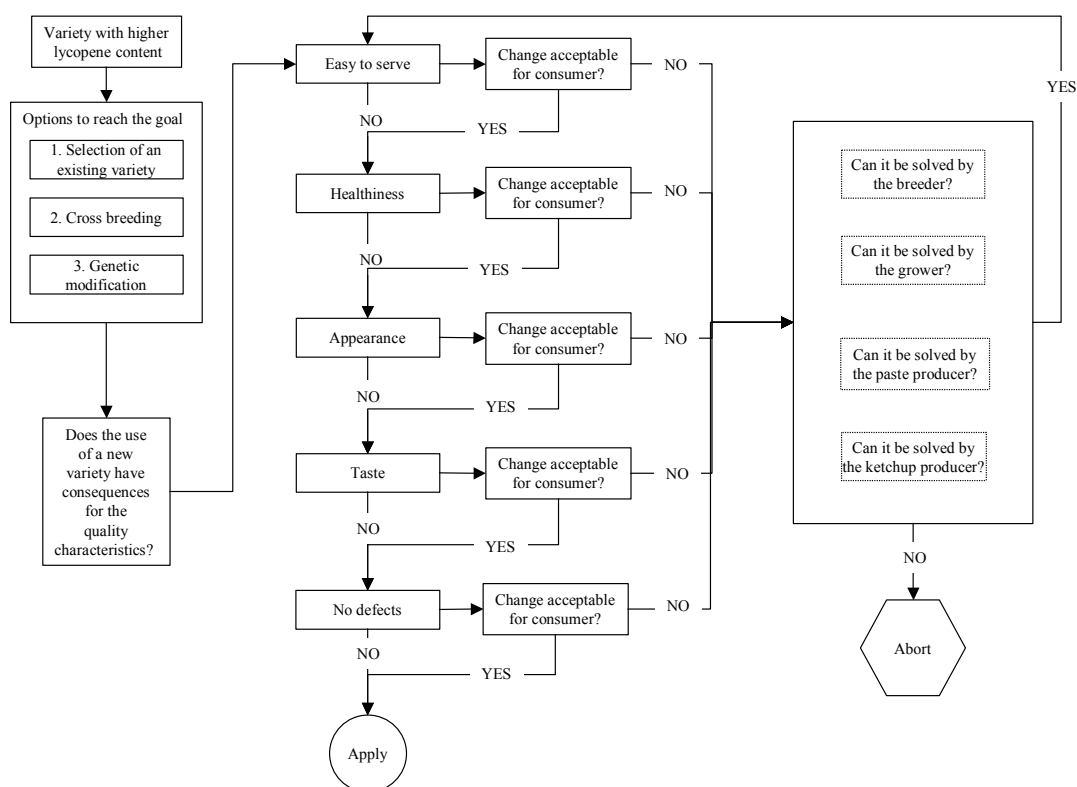 Variety with higher
lycopene content
Options to reach the goal
1. Selection of an
existing variety
2. Cross breeding
3. Genetic
modification
Does the use
of a new
variety have
consequences
for the
quality
characteristics?
Easy to serve
Change acceptable
for consumer?
NO
NO
YES
Healthiness
Change acceptable
for consumer?
NO
NO
YES
Appearance
Change acceptable
for consumer?
NO
NO
YES
Taste
Change acceptable
for consumer?
NO
NO
YES
No defects
Change acceptable
for consumer?
NO
NO
YES
Apply
YES
Can it be solved by
the breeder?
Can it be solved by
the grower?
Can it be solved by
the paste producer?
Can it be solved by
the ketchup producer?
NO
Abort